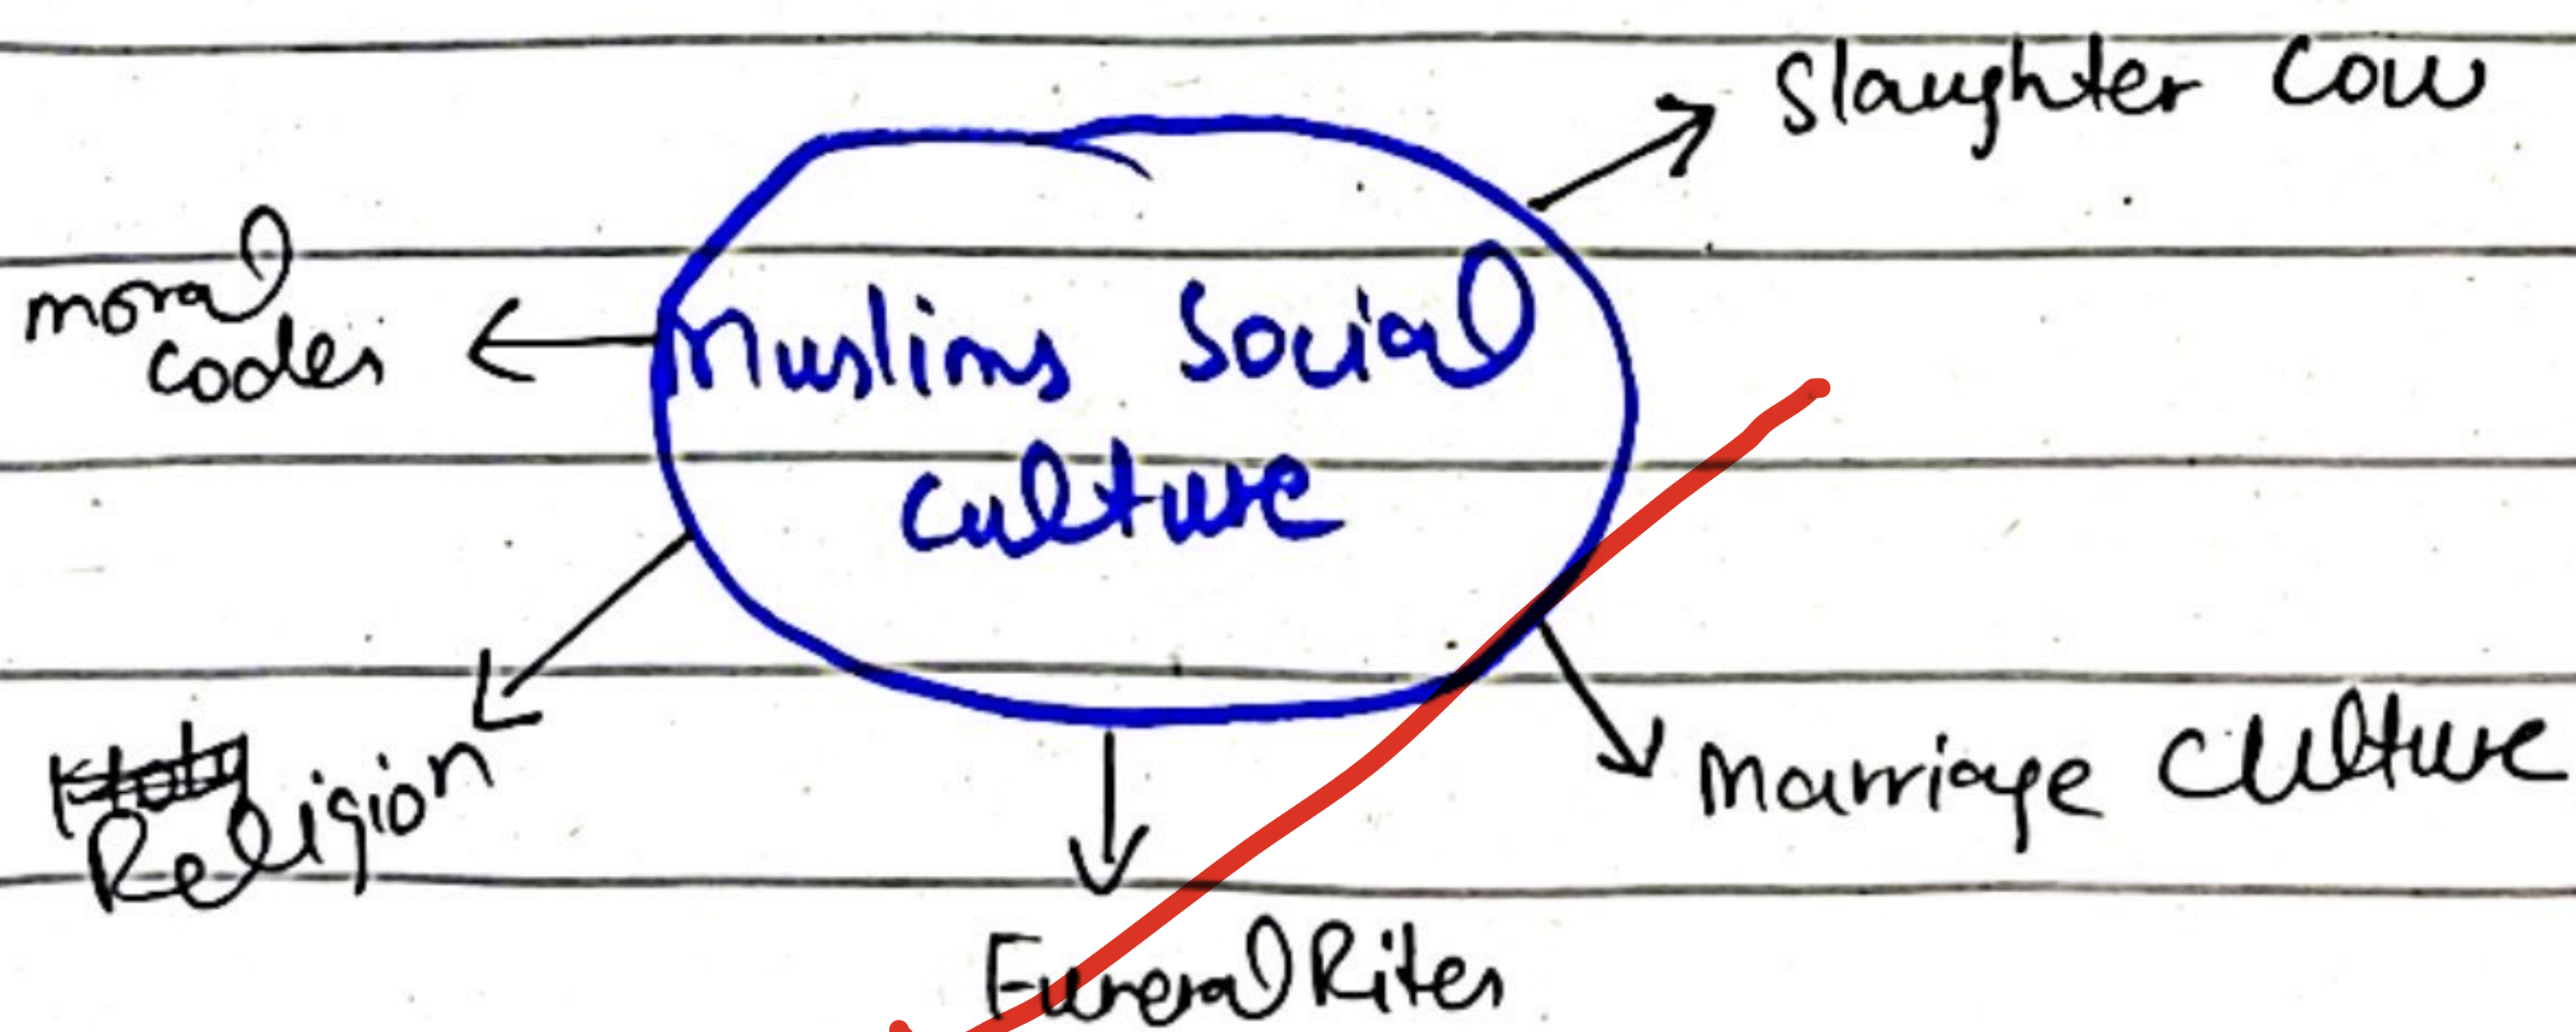 Slaughter Cow
moral
codes
Muslims Social
Culture
Religion
Marriage Culture
Funeral Rites